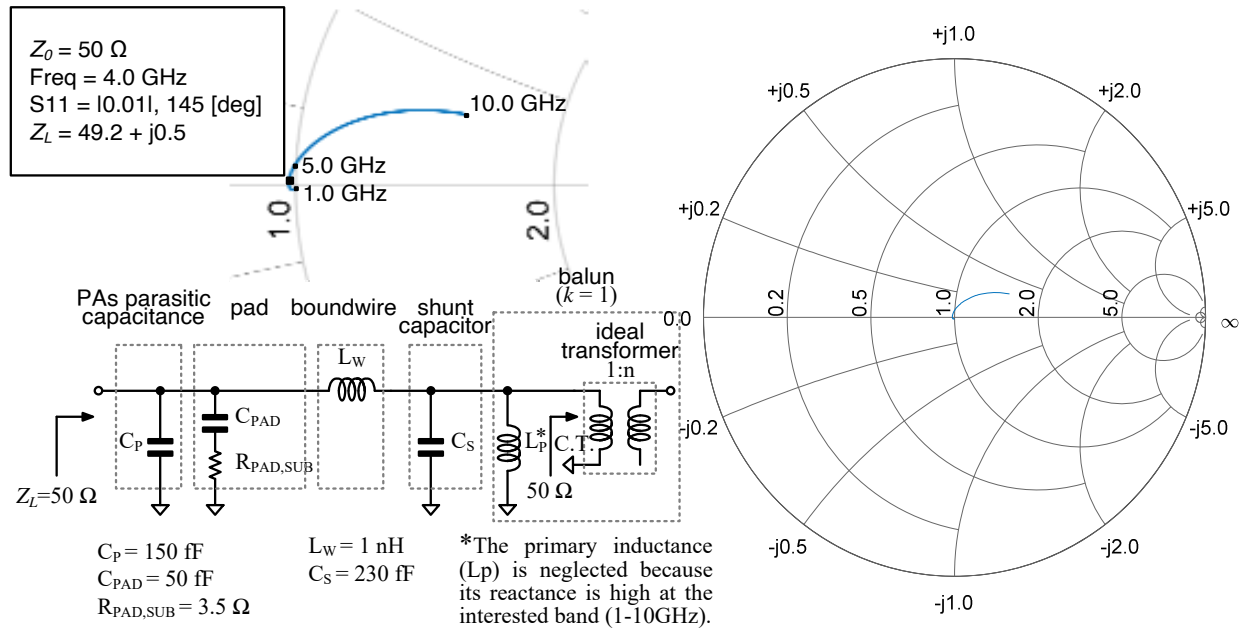 Z0 = 50 Ω
Freq = 4.0 GHz
S11 = |0.01|, 145 [deg]
ZL = 49.2 + j0.5
10.0 GHz
5.0 GHz
1.0 GHz
1.0
2.0
PAs parasitic
capacitance
pad
boundwire
shunt
capacitor
balun
(k = 1)
ideal
transformer
1:n
LW
CP
CPAD
RPAD,SUB
CS
LP*
C.T.
50 Ω
ZL=50 Ω
CP = 150 fF
CPAD = 50 fF
RPAD,SUB = 3.5 Ω
LW = 1 nH
CS = 230 fF
*The primary inductance
(Lp) is neglected because
its reactance is high at the
interested band (1-10GHz).
+j1.0
+j0.5
+j2.0
+j0.2
+j5.0
0.0
0.2
0.5
1.0
2.0
5.0
∞
-j0.2
-j5.0
-j0.5
-j2.0
-j1.0